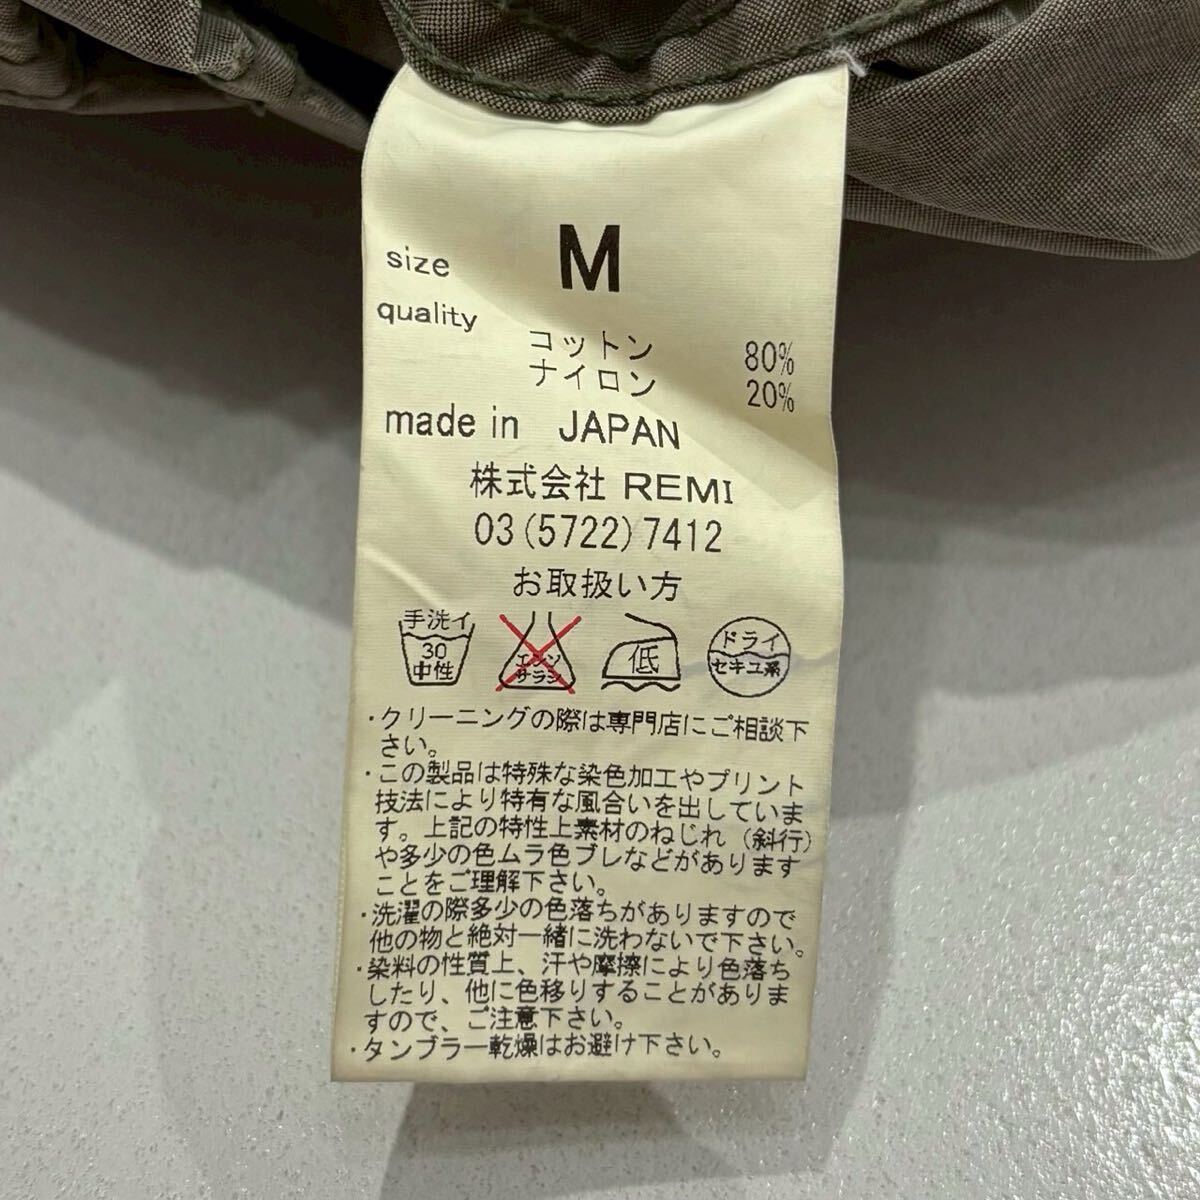 size M
quality
コットン 80%
ナイロン 20%
made in JAPAN
株式会社 REMI
03(5722)7412
お取扱い方
手洗イ
30
中性
エンソ
サラシ
低
ドライ
セキユ系
・クリーニングの際は専門店にご相談下
さい。
・この製品は特殊な染色加工やプリント
技法により特有な風合いを出していま
す。上記の特性上素材のねじれ（斜行）
や多少の色ムラ色ブレなどがあります
ことをご理解下さい。
・洗濯の際多少の色落ちがありますので
他の物と絶対一緒に洗わないで下さい。
・染料の性質上、汗や摩擦により色落ち
したり、他に色移りすることがありま
すので、ご注意下さい。
・タンブラー乾燥はお避け下さい。